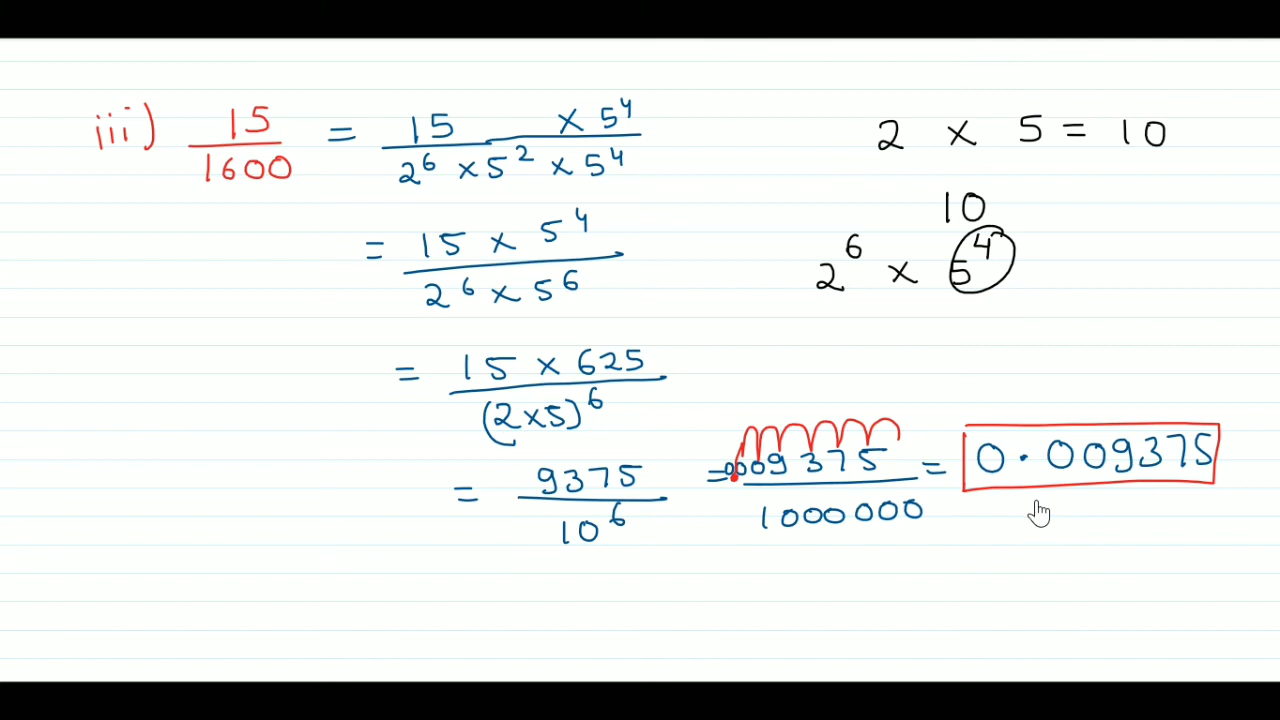 iii) 15/1600 = 15 × 5⁴ / 2⁶ × 5² × 5⁴
= 15 × 5⁴ / 2⁶ × 5⁶
= 15 × 625 / (2×5)⁶
= 9375 / 10⁶ = 0009375 / 1000000 = 0.009375
2 × 5 = 10
10
2⁶ × 5⁴